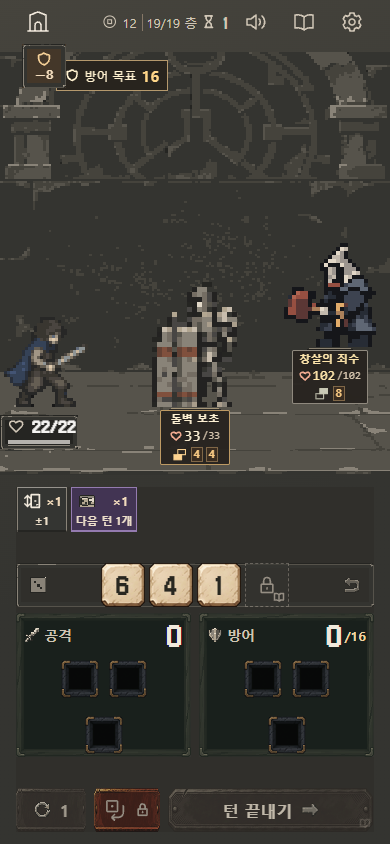 12 19/19 층 1
-8
방어 목표 16
창살의 죄수
102/102
8
22/22
돌벽 보초
33/33
4 4
×1
±1
×1
다음 턴 1개
6 4 1
공격 0
방어 0/16
1
턴 끝내기